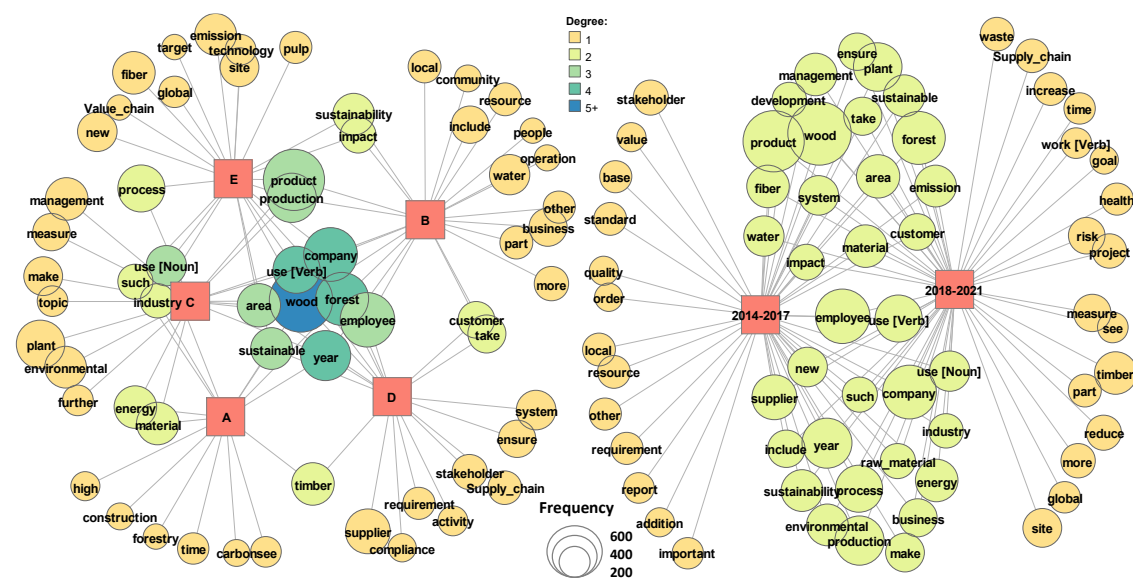 Degree:
1
2
3
4
5+
emission
target
technology
site
pulp
fiber
global
Value_chain
new
E
process
product
production
management
measure
use [Noun]
such
make
topic
industry
C
plant
environmental
further
energy
material
A
high
construction
forestry
time
carbon
see
local
community
resource
include
sustainability
impact
people
operation
water
B
other
business
part
more
company
use [Verb]
wood
forest
area
employee
sustainable
year
customer
take
D
system
ensure
stakeholder
Supply_chain
requirement
activity
supplier
compliance
timber
Frequency
600
400
200
stakeholder
value
base
standard
quality
order
local
resource
other
requirement
report
addition
important
2014-2017
ensure
plant
management
development
sustainable
take
wood
product
forest
fiber
system
area
emission
water
customer
material
impact
employee
use [Verb]
new
use [Noun]
supplier
such
company
include
year
industry
raw_material
sustainability
process
energy
environmental
business
production
make
2018-2021
waste
Supply_chain
increase
time
work [Verb]
goal
health
risk
project
measure
see
timber
part
reduce
more
global
site